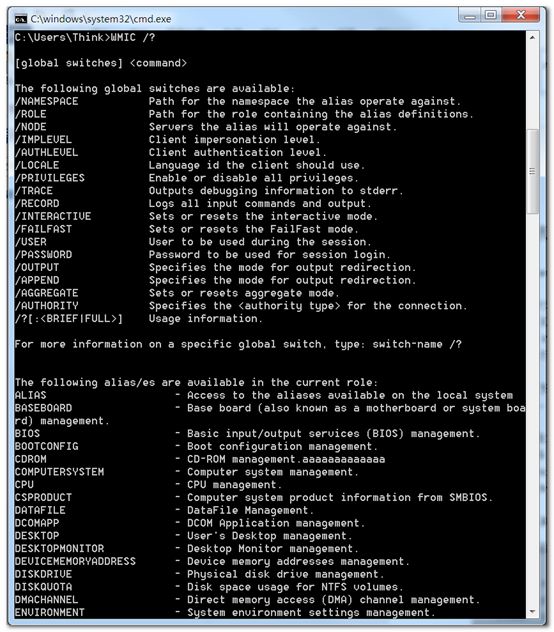 C:\windows\system32\cmd.exe
C:\Users\Think>WMIC /?
[global switches] <command>
The following global switches are available:
/NAMESPACE           Path for the namespace the alias operate against.
/ROLE                Path for the role containing the alias definitions.
/NODE                Servers the alias will operate against.
/IMPLEVEL            Client impersonation level.
/AUTHLEVEL           Client authentication level.
/LOCALE              Language id the client should use.
/PRIVILEGES          Enable or disable all privileges.
/TRACE               Outputs debugging information to stderr.
/RECORD              Logs all input commands and output.
/INTERACTIVE         Sets or resets the interactive mode.
/FAILFAST            Sets or resets the FailFast mode.
/USER                User to be used during the session.
/PASSWORD            Password to be used for session login.
/OUTPUT              Specifies the mode for output redirection.
/APPEND              Specifies the mode for output redirection.
/AGGREGATE           Sets or resets aggregate mode.
/AUTHORITY           Specifies the <authority type> for the connection.
/?[:<BRIEF|FULL>]    Usage information.
For more information on a specific global switch, type: switch-name /?
The following alias/es are available in the current role:
ALIAS                    - Access to the aliases available on the local system
BASEBOARD                - Base board (also known as a motherboard or system boa
rd) management.
BIOS                     - Basic input/output services (BIOS) management.
BOOTCONFIG               - Boot configuration management.
CDROM                    - CD-ROM management.aaaaaaaaaaaaa
COMPUTERSYSTEM           - Computer system management.
CPU                      - CPU management.
CSPRODUCT                - Computer system product information from SMBIOS.
DATAFILE                 - DataFile Management.
DCOMAPP                  - DCOM Application management.
DESKTOP                  - User's Desktop management.
DESKTOPMONITOR           - Desktop Monitor management.
DEVICEMEMORYADDRESS      - Device memory addresses management.
DISKDRIVE                - Physical disk drive management.
DISKQUOTA                - Disk space usage for NTFS volumes.
DMACHANNEL               - Direct memory access (DMA) channel management.
ENVIRONMENT              - System environment settings management.